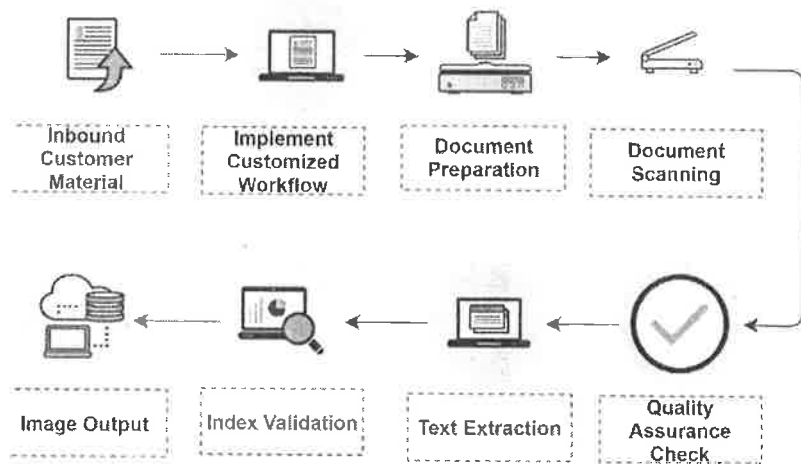 Inbound
Customer
Material
Implement
Customized
Workflow
Document
Preparation
Document
Scanning
Quality
Assurance
Check
Text Extraction
Index Validation
Image Output